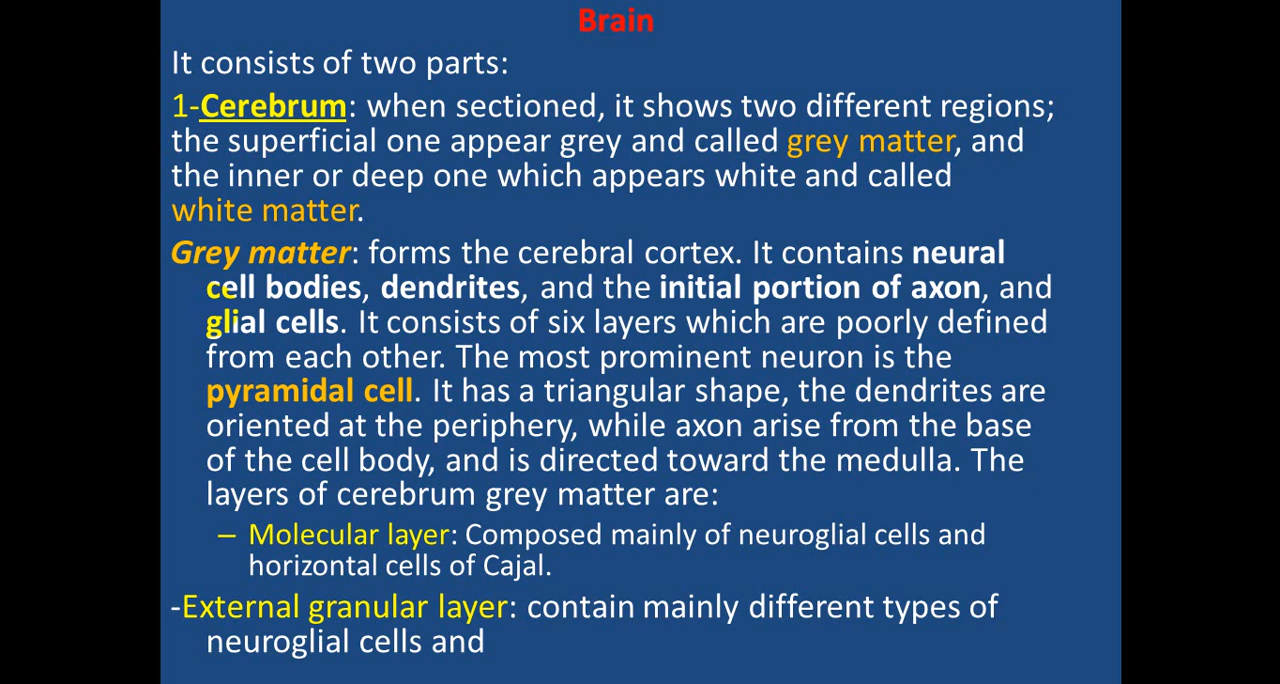 Brain
It consists of two parts:
1-Cerebrum: when sectioned, it shows two different regions;
the superficial one appear grey and called grey matter, and
the inner or deep one which appears white and called
white matter.
Grey matter: forms the cerebral cortex. It contains neural
cell bodies, dendrites, and the initial portion of axon, and
glial cells. It consists of six layers which are poorly defined
from each other. The most prominent neuron is the
pyramidal cell. It has a triangular shape, the dendrites are
oriented at the periphery, while axon arise from the base
of the cell body, and is directed toward the medulla. The
layers of cerebrum grey matter are:
– Molecular layer: Composed mainly of neuroglial cells and
horizontal cells of Cajal.
-External granular layer: contain mainly different types of
neuroglial cells and